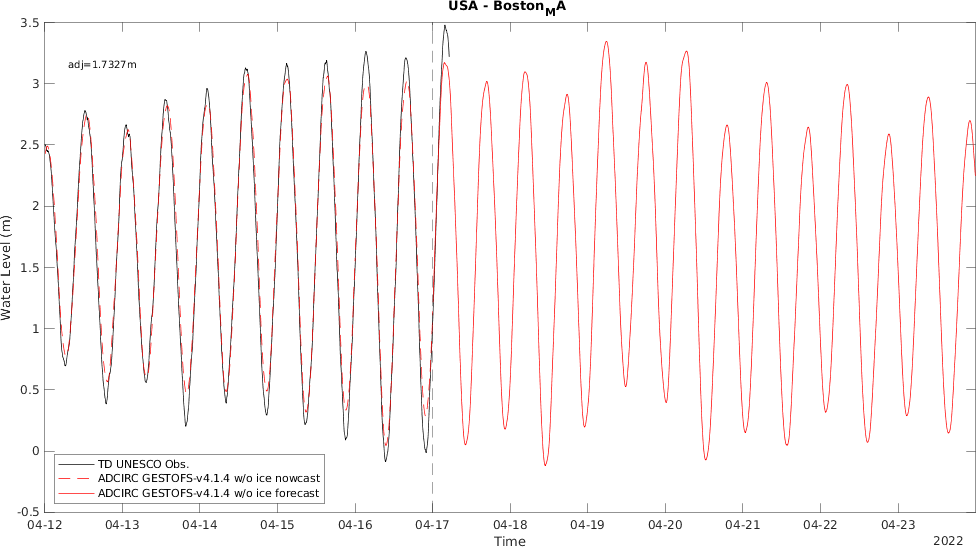 USA - Boston_MA
3.5
adj=1.7327m
3
2.5
2
1.5
1
0.5
0
-0.5
Water Level (m)
TD UNESCO Obs.
ADCIRC GESTOFS-v4.1.4 w/o ice nowcast
ADCIRC GESTOFS-v4.1.4 w/o ice forecast
04-12 04-13 04-14 04-15 04-16 04-17 04-18 04-19 04-20 04-21 04-22 04-23
Time
2022